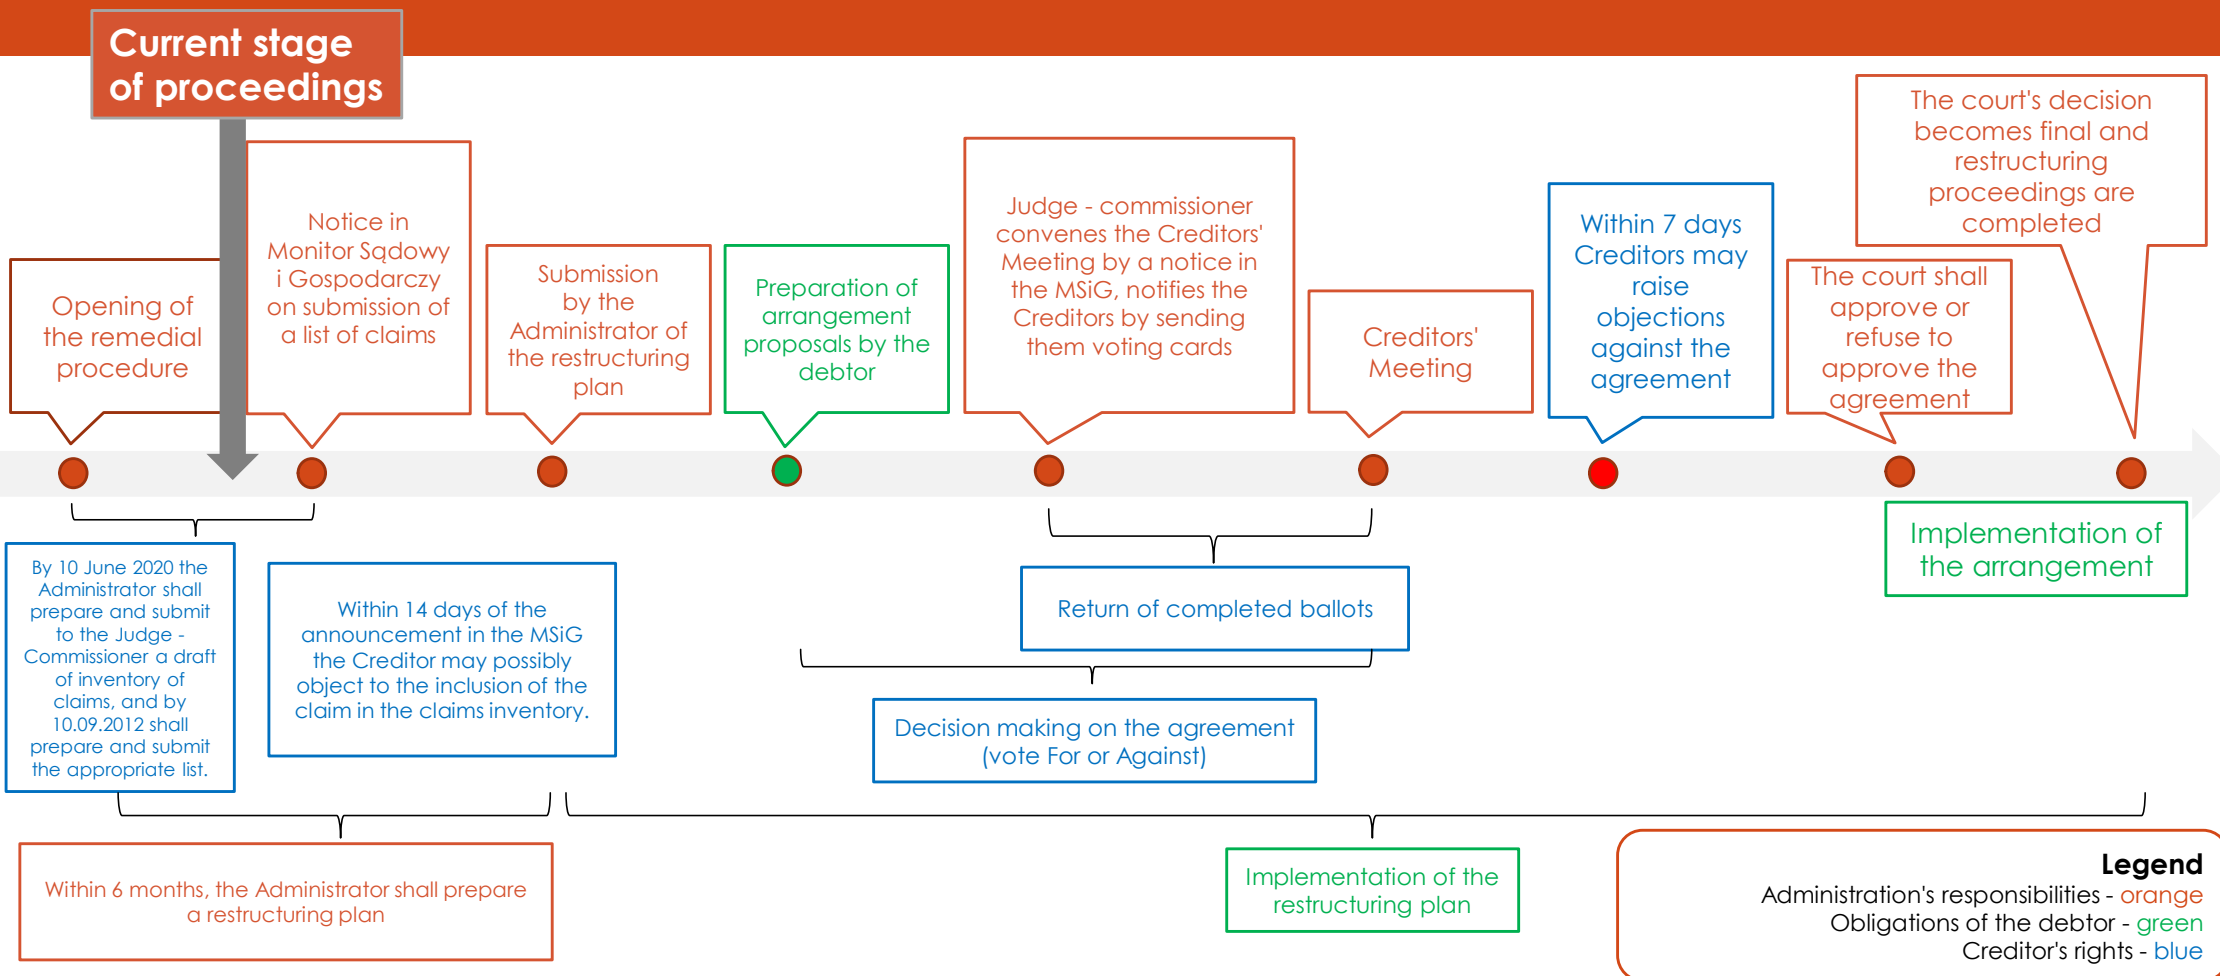 Current stage
of proceedings
Opening of
the remedial
procedure
Notice in
Monitor Sądowy
i Gospodarczy
on submission of
a list of claims
Submission
by the
Administrator of
the restructuring
plan
Preparation of
arrangement
proposals by the
debtor
Judge - commissioner
convenes the Creditors'
Meeting by a notice in
the MSiG, notifies the
Creditors by sending
them voting cards
Creditors'
Meeting
Within 7 days
Creditors may
raise
objections
against the
agreement
The court shall
approve or
refuse to
approve the
agreement
The court's decision
becomes final and
restructuring
proceedings are
completed
By 10 June 2020 the
Administrator shall
prepare and submit
to the Judge -
Commissioner a draft
of inventory of
claims, and by
10.09.2012 shall
prepare and submit
the appropriate list.
Within 14 days of the
announcement in the MSiG
the Creditor may possibly
object to the inclusion of the
claim in the claims inventory.
Return of completed ballots
Decision making on the agreement
(vote For or Against)
Implementation of
the arrangement
Within 6 months, the Administrator shall prepare
a restructuring plan
Implementation of the
restructuring plan
Legend
Administration's responsibilities - orange
Obligations of the debtor - green
Creditor's rights - blue